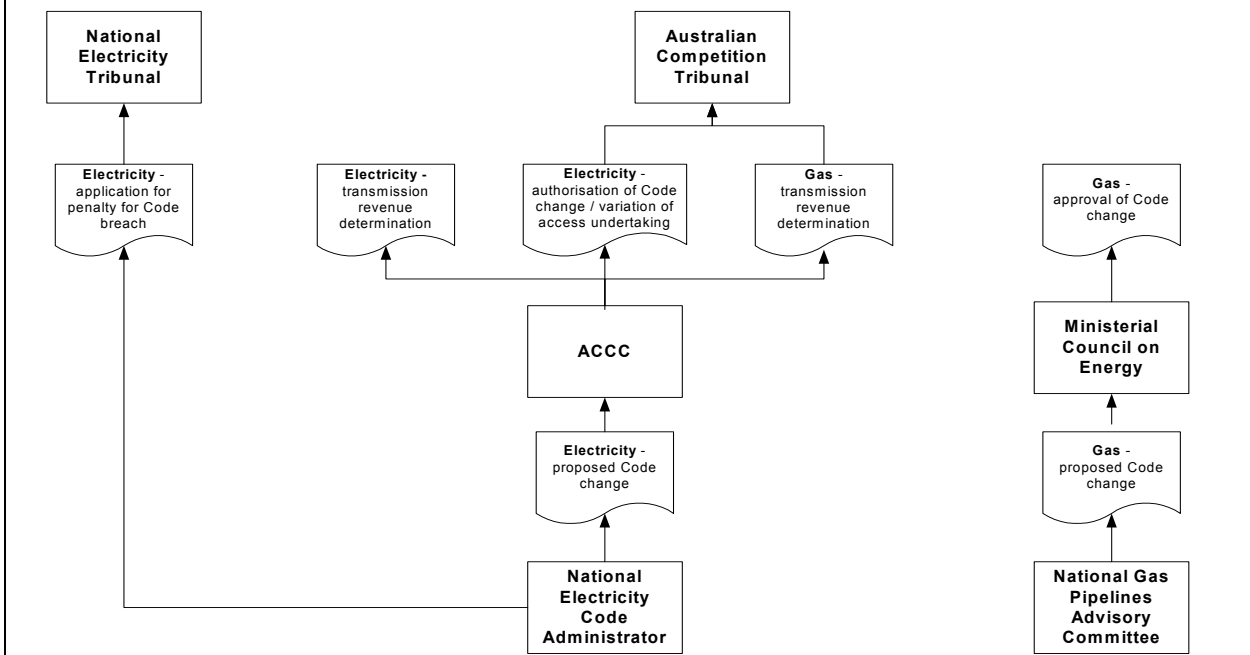 National
Electricity
Tribunal
Australian
Competition
Tribunal
Electricity -
application for
penalty for Code
breach
Electricity -
transmission
revenue
determination
Electricity -
authorisation of Code
change / variation of
access undertaking
Gas -
transmission
revenue
determination
Gas -
approval of Code
change
ACCC
Ministerial
Council on
Energy
Electricity -
proposed Code
change
Gas -
proposed Code
change
National
Electricity
Code
Administrator
National Gas
Pipelines
Advisory
Committee